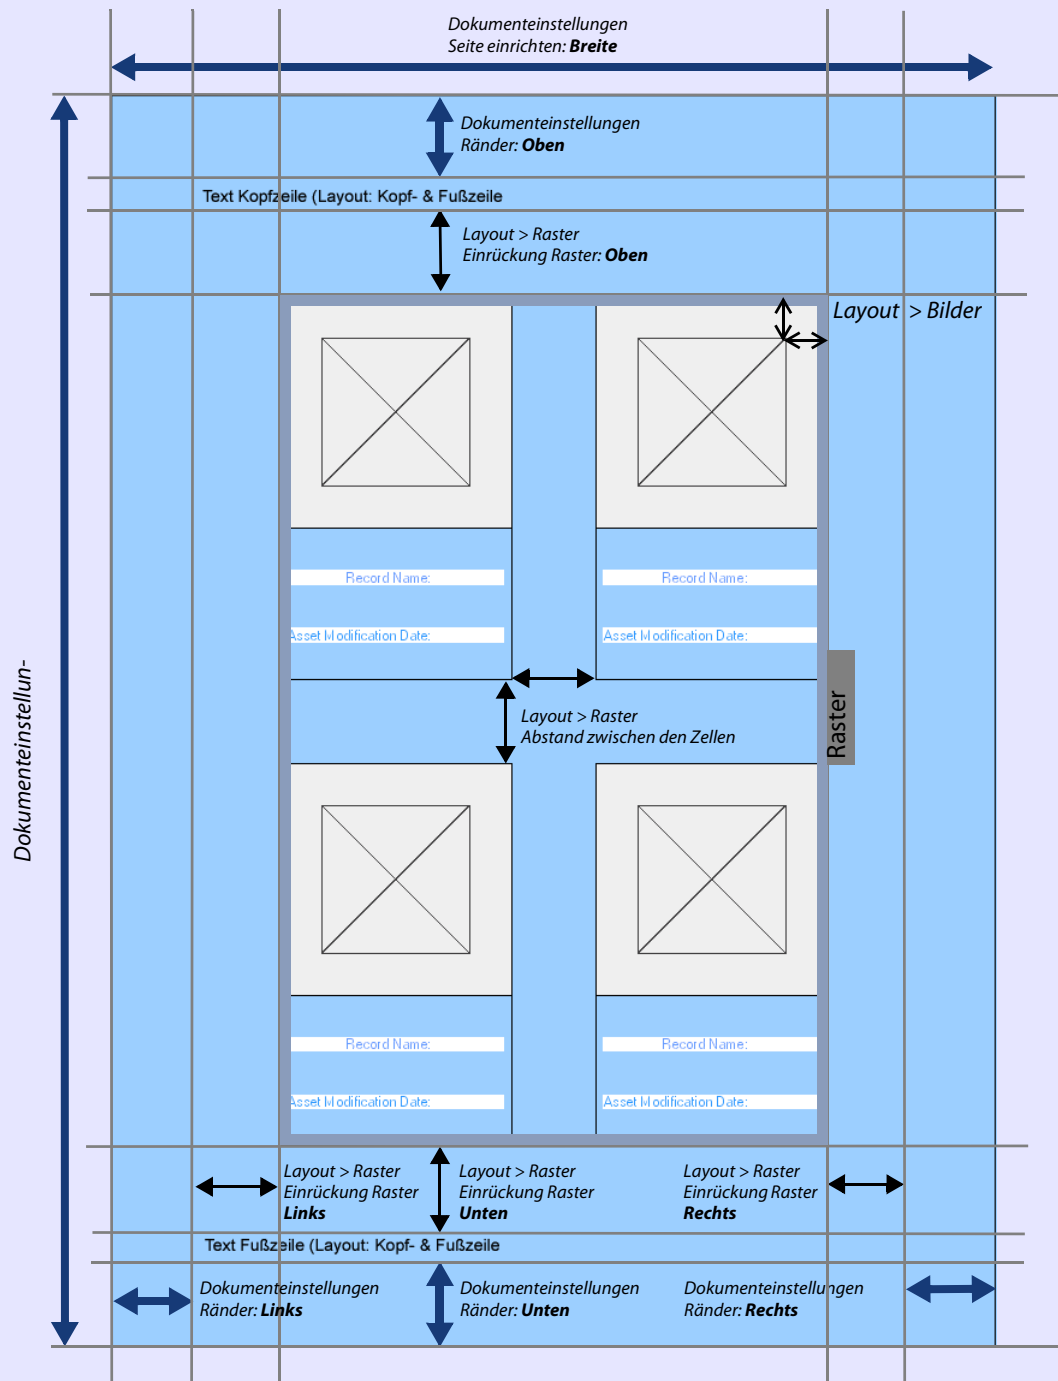 Dokumenteinstellungen
Seite einrichten: Breite
Dokumenteinstellungen
Ränder: Oben
Text Kopfzeile (Layout: Kopf- & Fußzeile
Layout > Raster
Einrückung Raster: Oben
Layout > Bilder
Record Name:
Record Name:
Asset Modification Date:
Asset Modification Date:
Dokumenteinstellun-
Raster
Layout > Raster
Abstand zwischen den Zellen
Record Name:
Record Name:
Asset Modification Date:
Asset Modification Date:
Layout > Raster
Einrückung Raster
Links
Layout > Raster
Einrückung Raster
Unten
Layout > Raster
Einrückung Raster
Rechts
Text Fußzeile (Layout: Kopf- & Fußzeile
Dokumenteinstellungen
Ränder: Links
Dokumenteinstellungen
Ränder: Unten
Dokumenteinstellungen
Ränder: Rechts